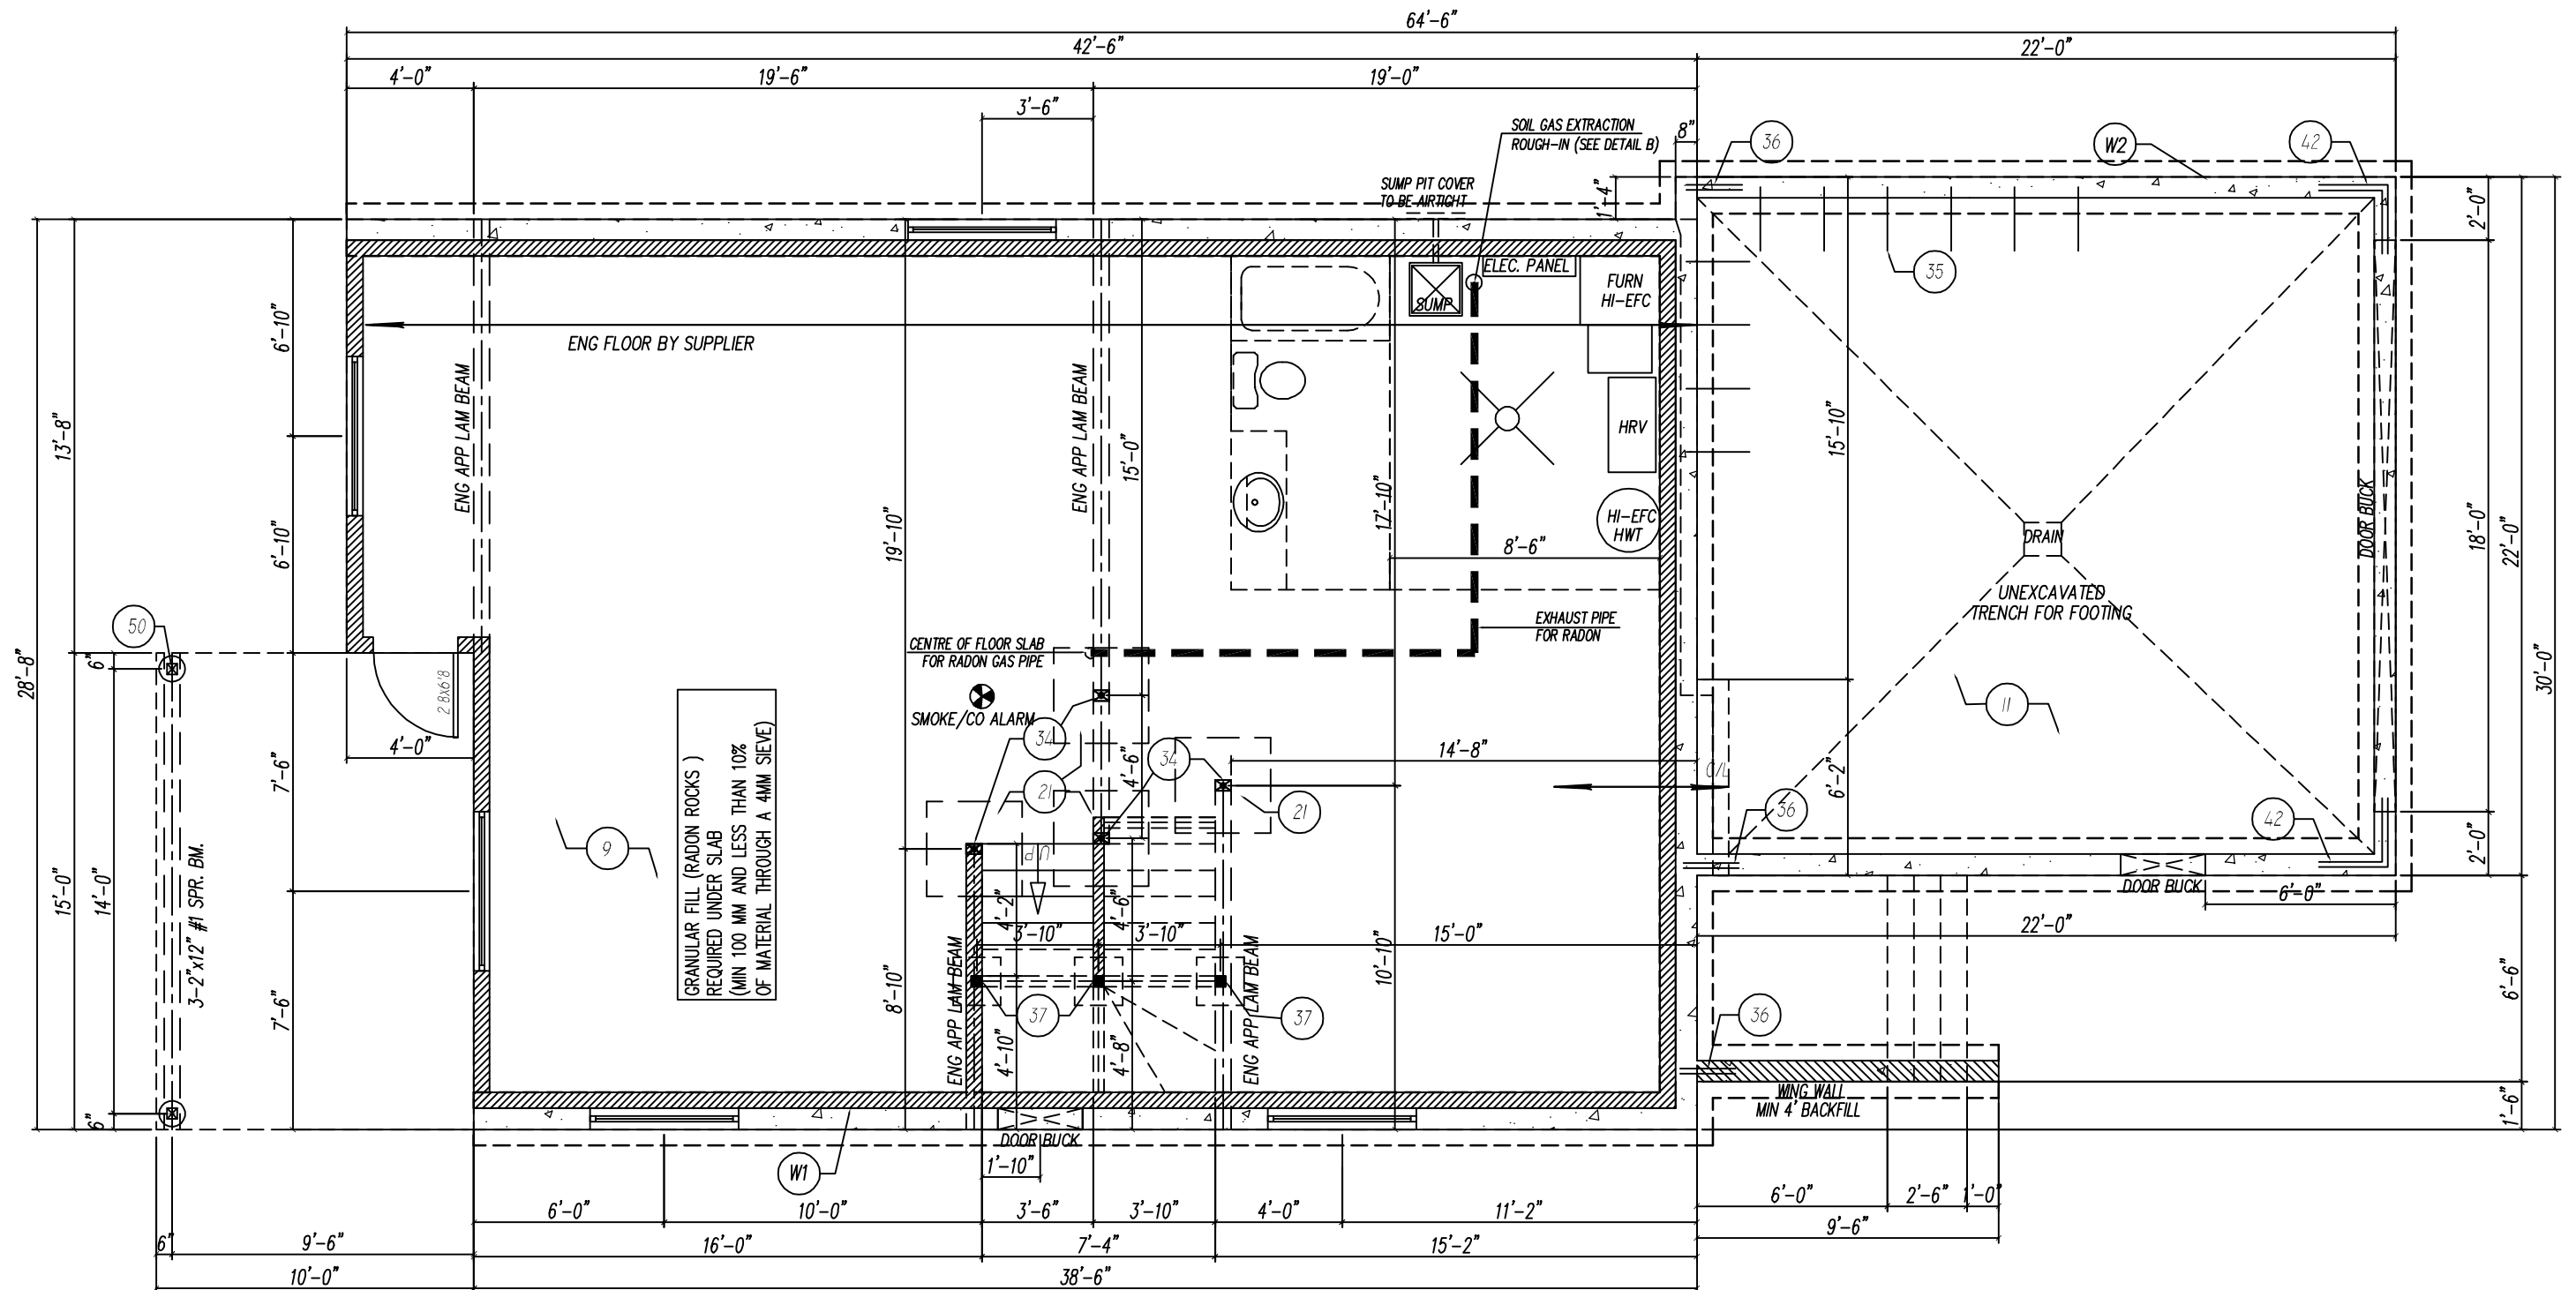 64'-6"
42'-6"
22'-0"
4'-0"
19'-6"
19'-0"
3'-6"
SOIL GAS EXTRACTION
ROUGH-IN (SEE DETAIL B)
8"
36
W2
42
SUMP PIT COVER
TO BE AIRTIGHT
1'-4"
2'-0"
ELEC. PANEL
FURN
HI-EFC
SUMP
35
6'-10"
ENG FLOOR BY SUPPLIER
13'-8"
ENG APP LAM BEAM
ENG APP LAM BEAM
15'-0"
15'-10"
HRV
17'-10"
19'-10"
HI-EFC
HWT
8'-6"
DRAIN
DOOR BUCK
18'-0"
22'-0"
6'-10"
UNEXCAVATED
TRENCH FOR FOOTING
50
EXHAUST PIPE
FOR RADON
CENTRE OF FLOOR SLAB
FOR RADON GAS PIPE
6"
28'-8"
30'-0"
2'8x6'8
SMOKE/CO ALARM
11
4'-0"
34
34
14'-8"
4'-6"
O/L
6'-2"
7'-6"
21
21
36
42
9
GRANULAR FILL (RADON ROCKS )
REQUIRED UNDER SLAB
(MIN 100 MM AND LESS THAN 10%
OF MATERIAL THROUGH A 4MM SIEVE)
UP
2'-0"
DOOR BUCK
6'-0"
15'-0"
14'-0"
3-2"x12" #1 SPR. BM.
4'-2"
4'-6"
3'-10"
3'-10"
15'-0"
22'-0"
8'-10"
ENG APP LAM BEAM
ENG APP LAM BEAM
10'-10"
6'-6"
7'-6"
37
37
36
4'-10"
4'-8"
WING WALL
MIN 4' BACKFILL
6"
1'-6"
DOOR BUCK
W1
1'-10"
6'-0"
10'-0"
3'-6"
3'-10"
4'-0"
11'-2"
6'-0"
2'-6"
1'-0"
6"
9'-6"
16'-0"
7'-4"
15'-2"
9'-6"
10'-0"
38'-6"